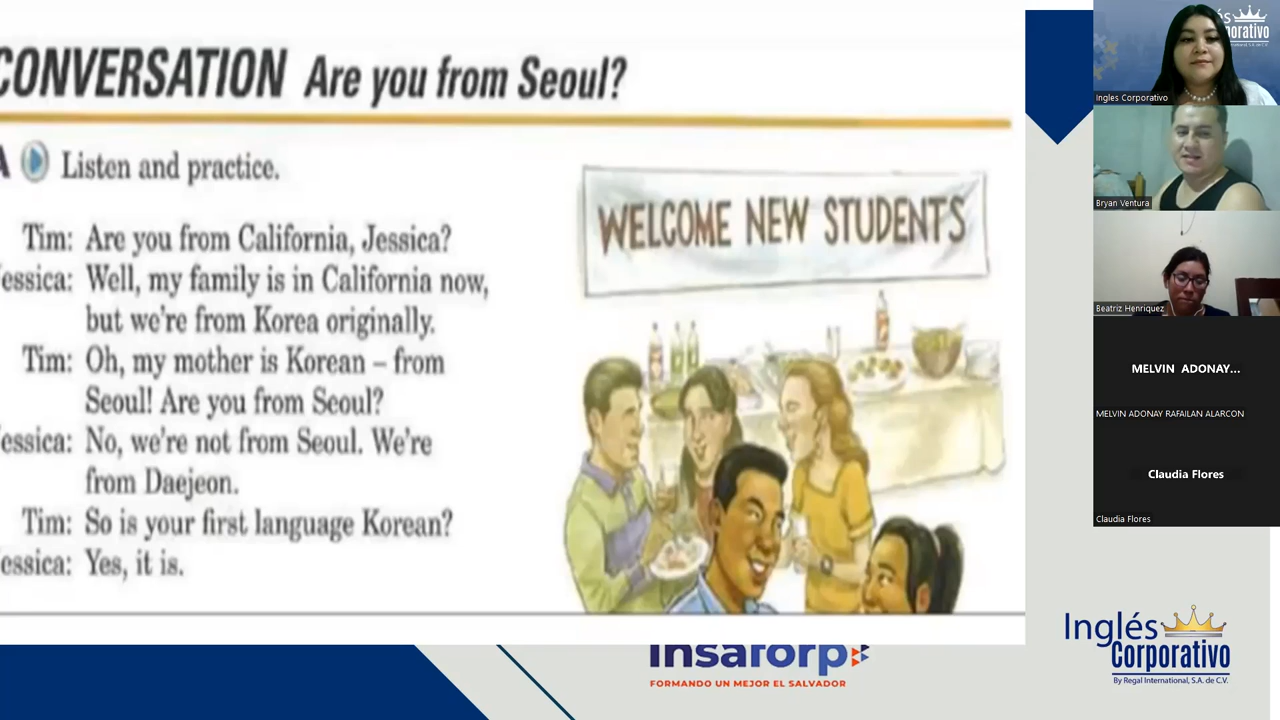 CONVERSATION Are you from Seoul?
A Listen and practice.
Tim: Are you from California, Jessica?
essica: Well, my family is in California now,
but we're from Korea originally.
Tim: Oh, my mother is Korean – from
Seoul! Are you from Seoul?
essica: No, we're not from Seoul. We're
from Daejeon.
Tim: So is your first language Korean?
essica: Yes, it is.
WELCOME NEW STUDENTS
insaforp
FORMANDO UN MEJOR EL SALVADOR
Ingles Corporativo
Bryan Ventura
Beatriz Henriquez
MELVIN ADONAY...
MELVIN ADONAY RAFAILAN ALARCON
Claudia Flores
Claudia Flores
Inglés
Corporativo
By Regal International, S.A. de C.V.